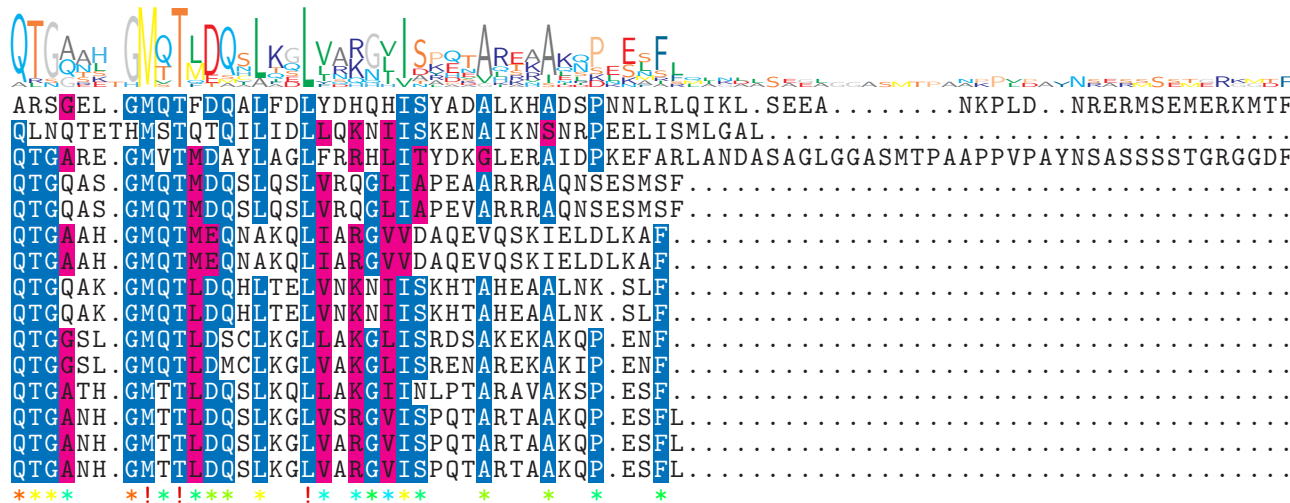 ARSGEL.GMQTFDQALFDLYDHQHISYADALKHADSPNNLRLQIKL.SEEA.......NKPLD..NRERMSEMERKMTF
QLNQTETHMSTQTQILIDLLQKNIISKENAIKNSNRPEELISMLGAL................................
QTGARE.GMVTMDAYLAGLFRRHLITYDKGLERAIDPKEFARLANDASAGLGGASMTPAAPPVPAYNSASSSSTGRGGDF
QTGQAS.GMQTMDQSLQSLVRQGLIAPEAARRRAQNSESMSF.....................................
QTGQAS.GMQTMDQSLQSLVRQGLIAPEVARRRAQNSESMSF.....................................
QTGAAH.GMQTMEQNAKQLIARGVVDAQEVQSKIELDLKAF......................................
QTGAAH.GMQTMEQNAKQLIARGVVDAQEVQSKIELDLKAF......................................
QTGQAK.GMQTLDQHLTELVNKNIISKHTAHEAALNK.SLF......................................
QTGQAK.GMQTLDQHLTELVNKNIISKHTAHEAALNK.SLF......................................
QTGGSL.GMQTLDSCLKGLLAKGLISRDSAKEKAKQP.ENF......................................
QTGGSL.GMQTLDMCLKGLVAKGLISRENAREKAKIP.ENF......................................
QTGATH.GMTTLDQSLKQLLAKGIINLPTARAVAKSP.ESF......................................
QTGANH.GMTTLDQSLKGLVSRGVISPQTARTAAKQP.ESFL.....................................
QTGANH.GMTTLDQSLKGLVARGVISPQTARTAAKQP.ESFL.....................................
QTGANH.GMTTLDQSLKGLVARGVISPQTARTAAKQP.ESFL.....................................
**** *!*!**** * !* ***** * * * *